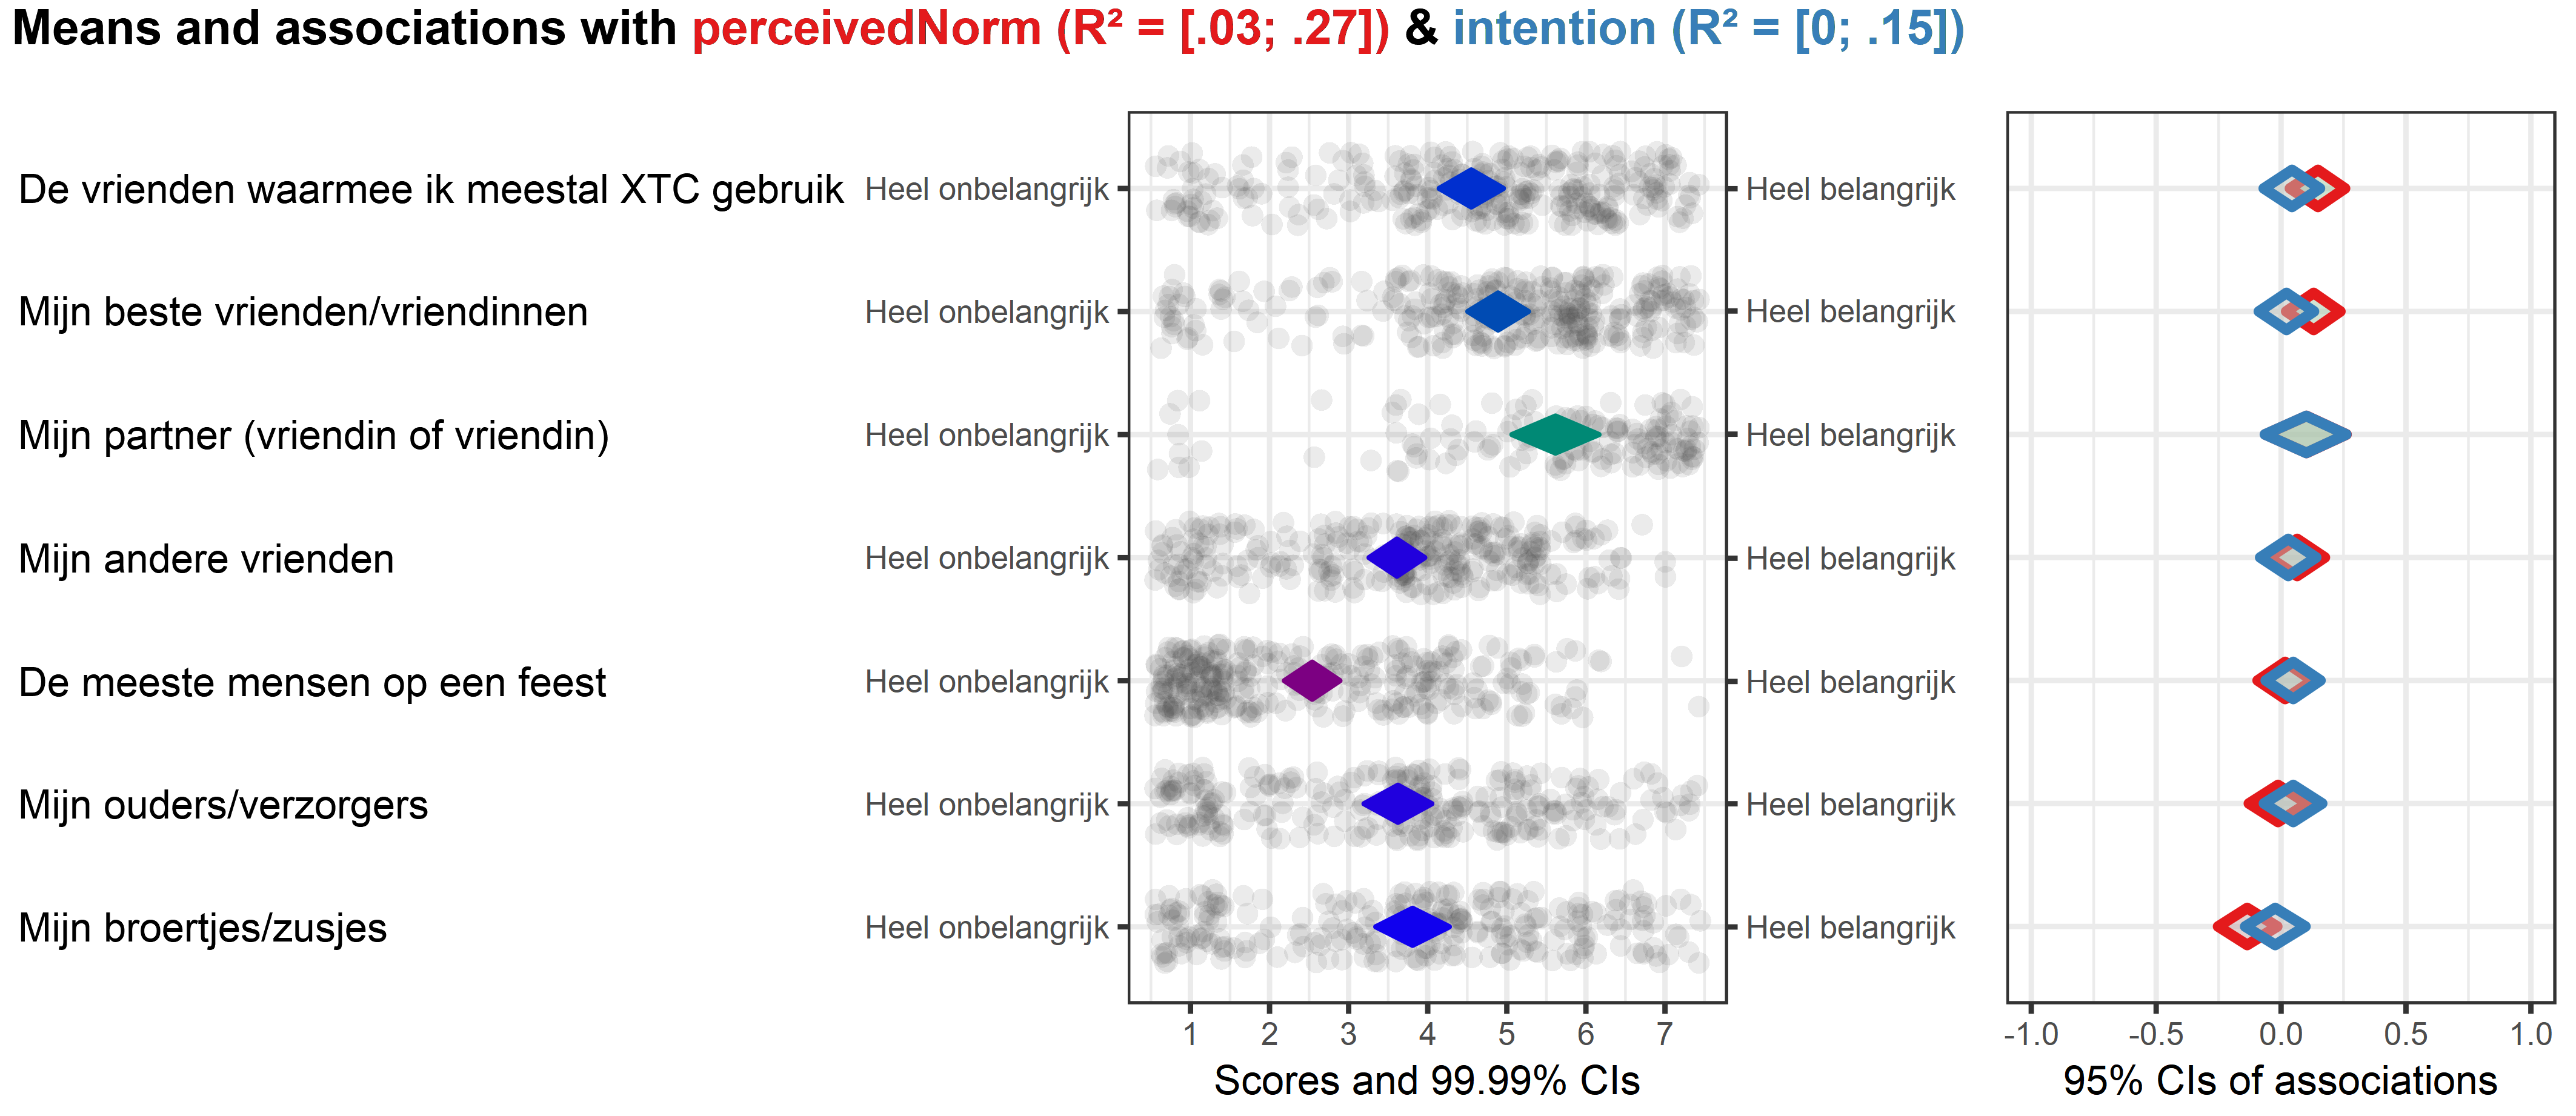 Means and associations with perceivedNorm (R² = [.03; .27]) & intention (R² = [0; .15])
De vrienden waarmee ik meestal XTC gebruik Heel onbelangrijk Heel belangrijk
Mijn beste vrienden/vriendinnen Heel onbelangrijk Heel belangrijk
Mijn partner (vriendin of vriendin) Heel onbelangrijk Heel belangrijk
Mijn andere vrienden Heel onbelangrijk Heel belangrijk
De meeste mensen op een feest Heel onbelangrijk Heel belangrijk
Mijn ouders/verzorgers Heel onbelangrijk Heel belangrijk
Mijn broertjes/zusjes Heel onbelangrijk Heel belangrijk
1 2 3 4 5 6 7 -1.0 -0.5 0.0 0.5 1.0
Scores and 99.99% CIs 95% CIs of associations